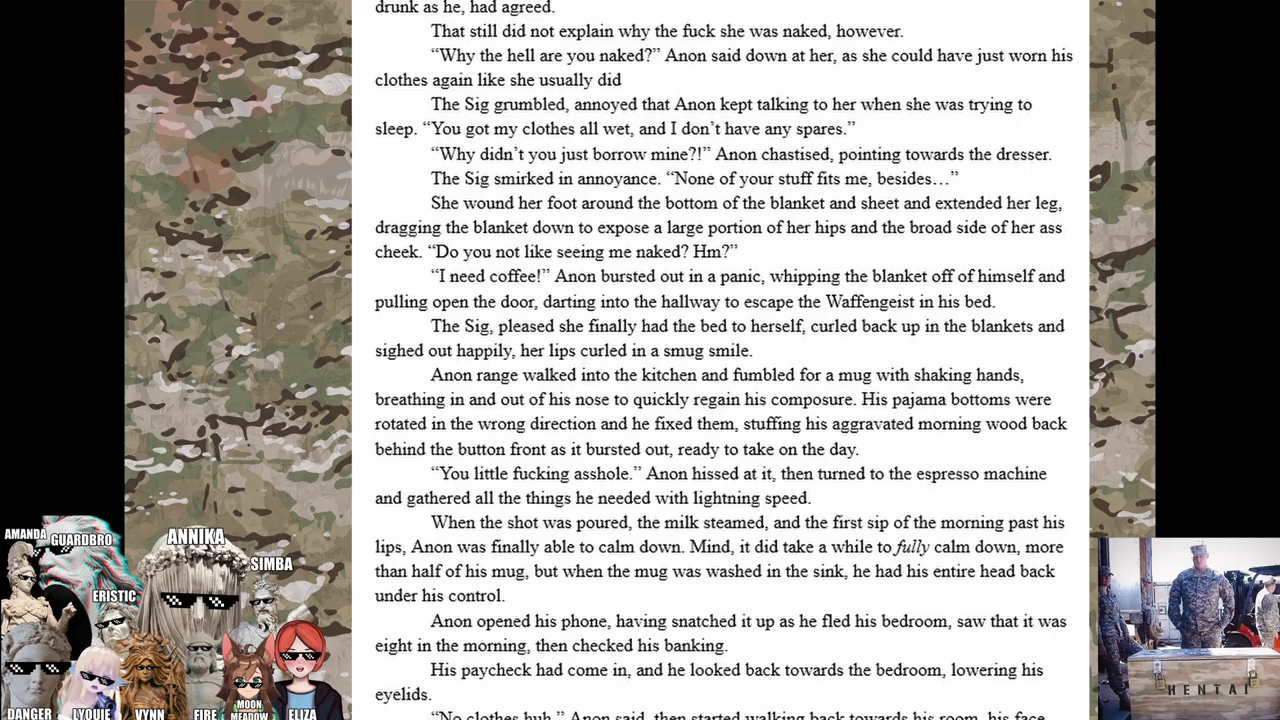 drunk as he, had agreed.
That still did not explain why the fuck she was naked, however.
“Why the hell are you naked?” Anon said down at her, as she could have just worn his
clothes again like she usually did
The Sig grumbled, annoyed that Anon kept talking to her when she was trying to
sleep. “You got my clothes all wet, and I don’t have any spares.”
“Why didn’t you just borrow mine?!” Anon chastised, pointing towards the dresser.
The Sig smirked in annoyance. “None of your stuff fits me, besides…”
She wound her foot around the bottom of the blanket and sheet and extended her leg,
dragging the blanket down to expose a large portion of her hips and the broad side of her ass
cheek. “Do you not like seeing me naked? Hm?”
“I need coffee!” Anon bursted out in a panic, whipping the blanket off of himself and
pulling open the door, darting into the hallway to escape the Waffengeist in his bed.
The Sig, pleased she finally had the bed to herself, curled back up in the blankets and
sighed out happily, her lips curled in a smug smile.
Anon range walked into the kitchen and fumbled for a mug with shaking hands,
breathing in and out of his nose to quickly regain his composure. His pajama bottoms were
rotated in the wrong direction and he fixed them, stuffing his aggravated morning wood back
behind the button front as it bursted out, ready to take on the day.
“You little fucking asshole.” Anon hissed at it, then turned to the espresso machine
and gathered all the things he needed with lightning speed.
When the shot was poured, the milk steamed, and the first sip of the morning past his
lips, Anon was finally able to calm down. Mind, it did take a while to fully calm down, more
than half of his mug, but when the mug was washed in the sink, he had his entire head back
under his control.
Anon opened his phone, having snatched it up as he fled his bedroom, saw that it was
eight in the morning, then checked his banking.
His paycheck had come in, and he looked back towards the bedroom, lowering his
eyelids.
“No clothes huh.” Anon said, then started walking back towards his room, his face
AMANDA
GUARDBRO
ANNIKA
SIMBA
ERISTIC
DANGER
LYQUIE
VYNN
FIRE
MOON
MEADOW
ELIZA
HENTAI